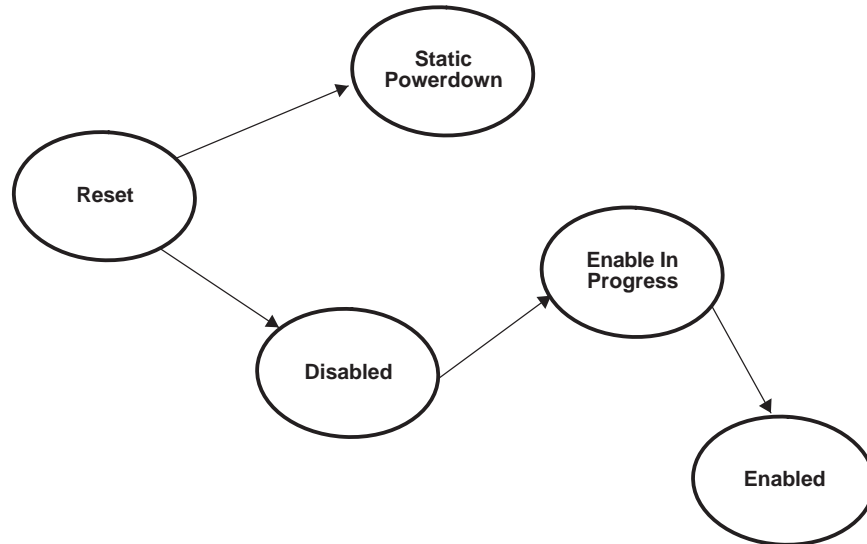 Static
Powerdown
Reset
Enable In
Progress
Disabled
Enabled